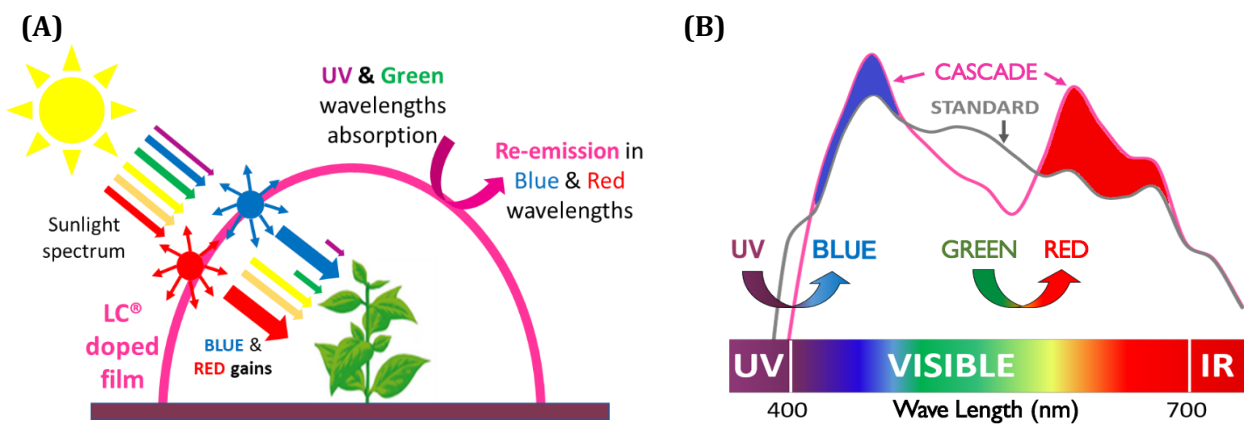 (A)
UV & Green
wavelengths
absorption
Re-emission in
Blue & Red
wavelengths
Sunlight
spectrum
LC®
doped
film
BLUE &
RED gains
(B)
CASCADE
STANDARD
UV
BLUE
GREEN
RED
UV
VISIBLE
IR
400
Wave Length (nm)
700